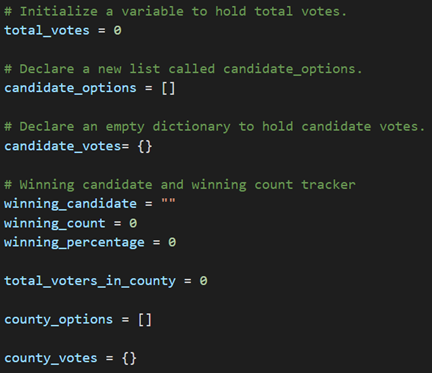 # Initialize a variable to hold total votes.
total_votes = 0
# Declare a new list called candidate_options.
candidate_options = []
# Declare an empty dictionary to hold candidate votes.
candidate_votes= {}
# Winning candidate and winning count tracker
winning_candidate = ""
winning_count = 0
winning_percentage = 0
total_voters_in_county = 0
county_options = []
county_votes = {}